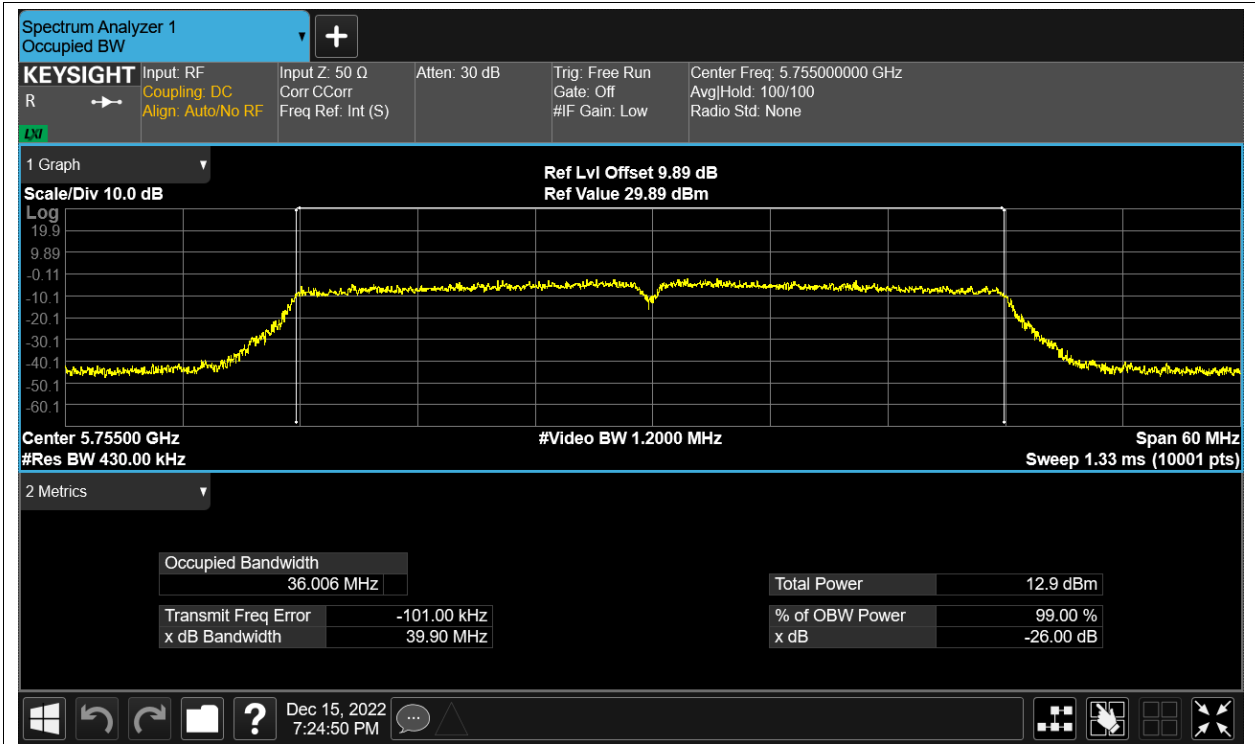 Spectrum Analyzer 1
Occupied BW
KEYSIGHT
R
LXI
Input: RF
Coupling: DC
Align: Auto/No RF
Input Z: 50 Ω
Corr CCorr
Freq Ref: Int (S)
Atten: 30 dB
Trig: Free Run
Gate: Off
#IF Gain: Low
Center Freq: 5.755000000 GHz
Avg|Hold: 100/100
Radio Std: None
1 Graph
Scale/Div 10.0 dB
Ref Lvl Offset 9.89 dB
Ref Value 29.89 dBm
Log
19.9
9.89
-0.11
-10.1
-20.1
-30.1
-40.1
-50.1
-60.1
Center 5.75500 GHz
#Video BW 1.2000 MHz
Span 60 MHz
#Res BW 430.00 kHz
Sweep 1.33 ms (10001 pts)
2 Metrics
Occupied Bandwidth
36.006 MHz
Transmit Freq Error -101.00 kHz
x dB Bandwidth 39.90 MHz
Total Power 12.9 dBm
% of OBW Power 99.00 %
x dB -26.00 dB
?
Dec 15, 2022
7:24:50 PM